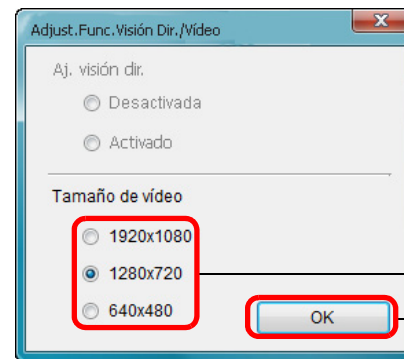 Adjust.Func.Visión Dir./Vídeo
Aj. visión dir.
Desactivada
Activado
Tamaño de vídeo
1920x1080
1280x720
640x480
OK